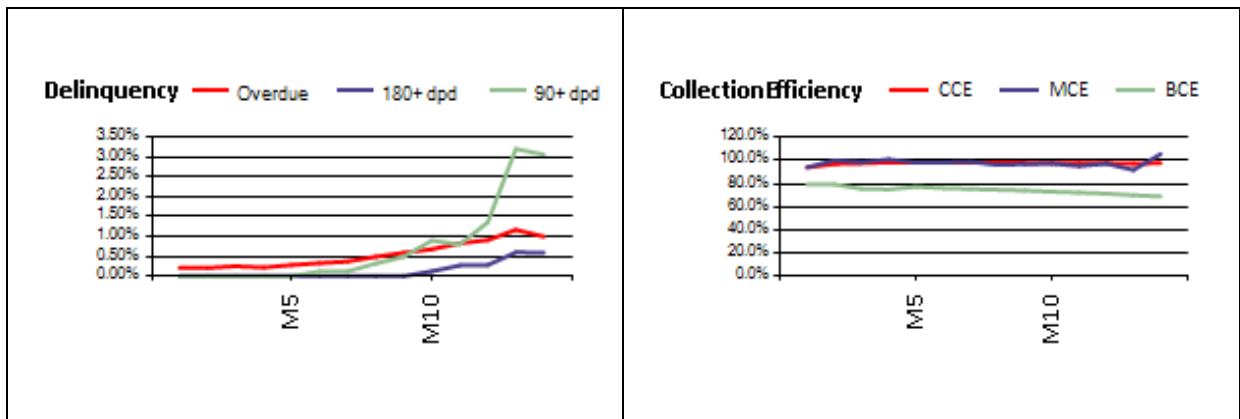 Delinquency Overdue 180+ dpd 90+ dpd
3.50%
3.00%
2.50%
2.00%
1.50%
1.00%
0.50%
0.00%
M5
M10
CollectionEfficiency CCE MCE BCE
120.0%
100.0%
80.0%
60.0%
40.0%
20.0%
0.0%
M5
M10